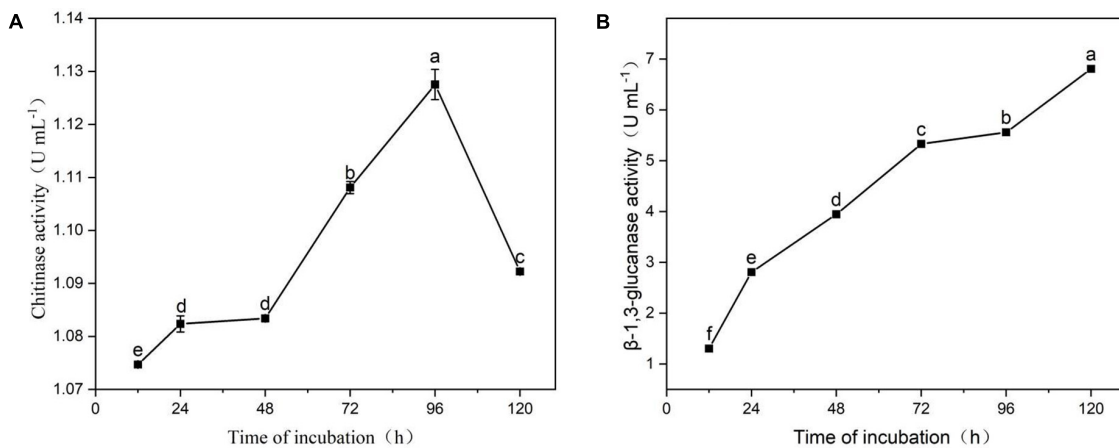 A
Chitinase activity（U mL⁻¹）
1.14
1.13
1.12
1.11
1.10
1.09
1.08
1.07
e
d
d
b
a
c
0
24
48
72
96
120
Time of incubation（h）
B
β-1,3-glucanase activity（U mL⁻¹）
7
6
5
4
3
2
1
f
e
d
c
b
a
0
24
48
72
96
120
Time of incubation（h）